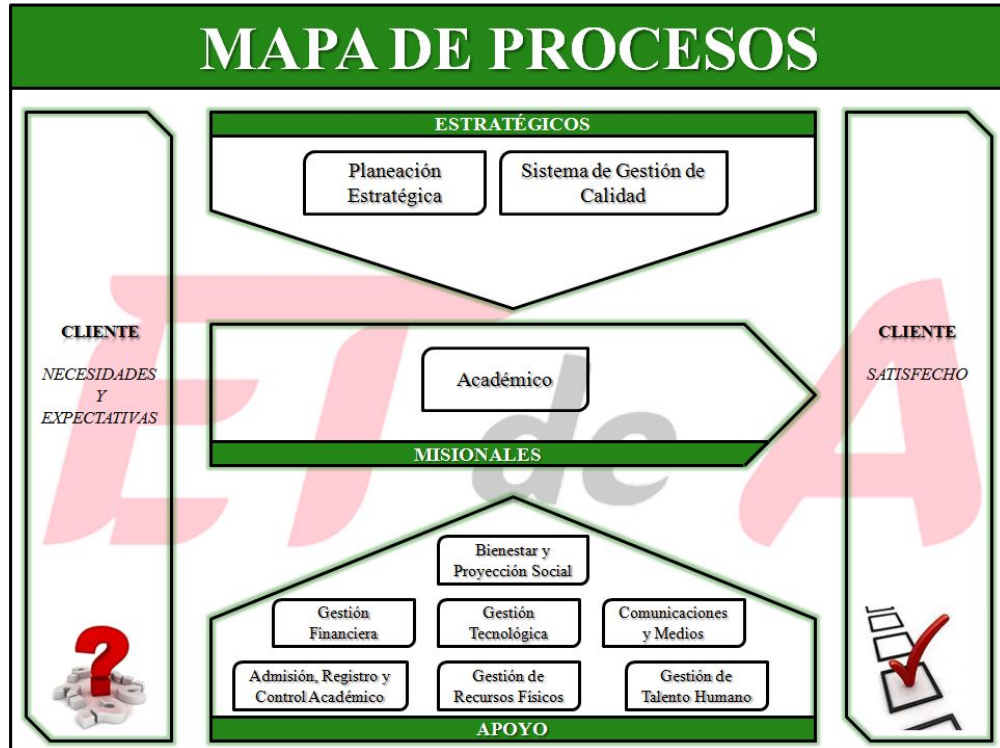 MAPA DE PROCESOS
ESTRATÉGICOS
Planeación
Estratégica
Sistema de Gestión de
Calidad
CLIENTE
NECESIDADES
Y
EXPECTATIVAS
Académico
MISIONALES
CLIENTE
SATISFECHO
ET de A
Bienestar y
Proyección Social
Gestión
Financiera
Gestión
Tecnológica
Comunicaciones
y Medios
Admisión, Registro y
Control Académico
Gestión de
Recursos Físicos
Gestión de
Talento Humano
APOYO